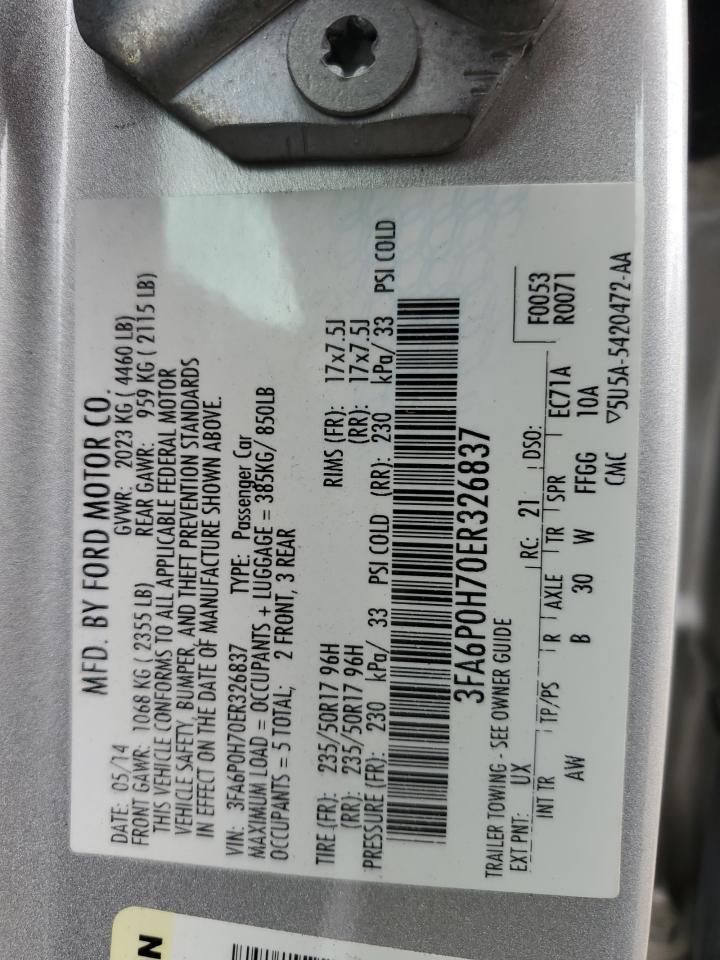 MFD. BY FORD MOTOR CO.
DATE: 05/14 GVWR: 2023 KG ( 4460 LB)
FRONT GAWR: 1068 KG ( 2355 LB) REAR GAWR: 959 KG ( 2115 LB)
THIS VEHICLE CONFORMS TO ALL APPLICABLE FEDERAL MOTOR
VEHICLE SAFETY, BUMPER, AND THEFT PREVENTION STANDARDS
IN EFFECT ON THE DATE OF MANUFACTURE SHOWN ABOVE.
VIN: 3FA6P0H70ER326837 TYPE: Passenger Car
MAXIMUM LOAD = OCCUPANTS + LUGGAGE = 385KG/ 850LB
OCCUPANTS = 5 TOTAL; 2 FRONT, 3 REAR
TIRE (FR): 235/50R17 96H RIMS (FR): 17x7.5J
(RR): 235/50R17 96H (RR): 17x7.5J
PRESSURE (FR): 230 kPa/ 33 PSI COLD (RR): 230 kPa/ 33 PSI COLD
3FA6P0H70ER326837
TRAILER TOWING - SEE OWNER GUIDE
F0053
EXT PNT: UX RC: 21 DSO: R0071
INT TR TP/PS R AXLE TR SPR EC71A
AW B 30 W FFGG 10A
CMC ▽5U5A-5420472-AA
N